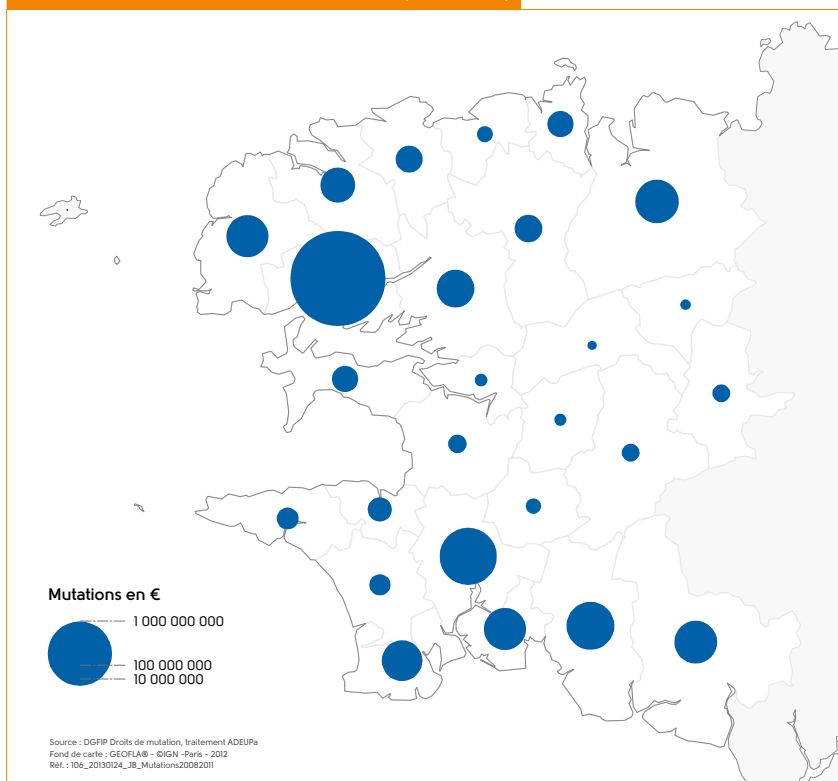 Mutations en €
1 000 000 000
100 000 000
10 000 000
Source : DGFIP Droits de mutation, traitement ADEUPa
Fond de carte : GEOFLA® - ©IGN -Paris - 2012
Réf. : 106_20130124_JB_Mutations20082011